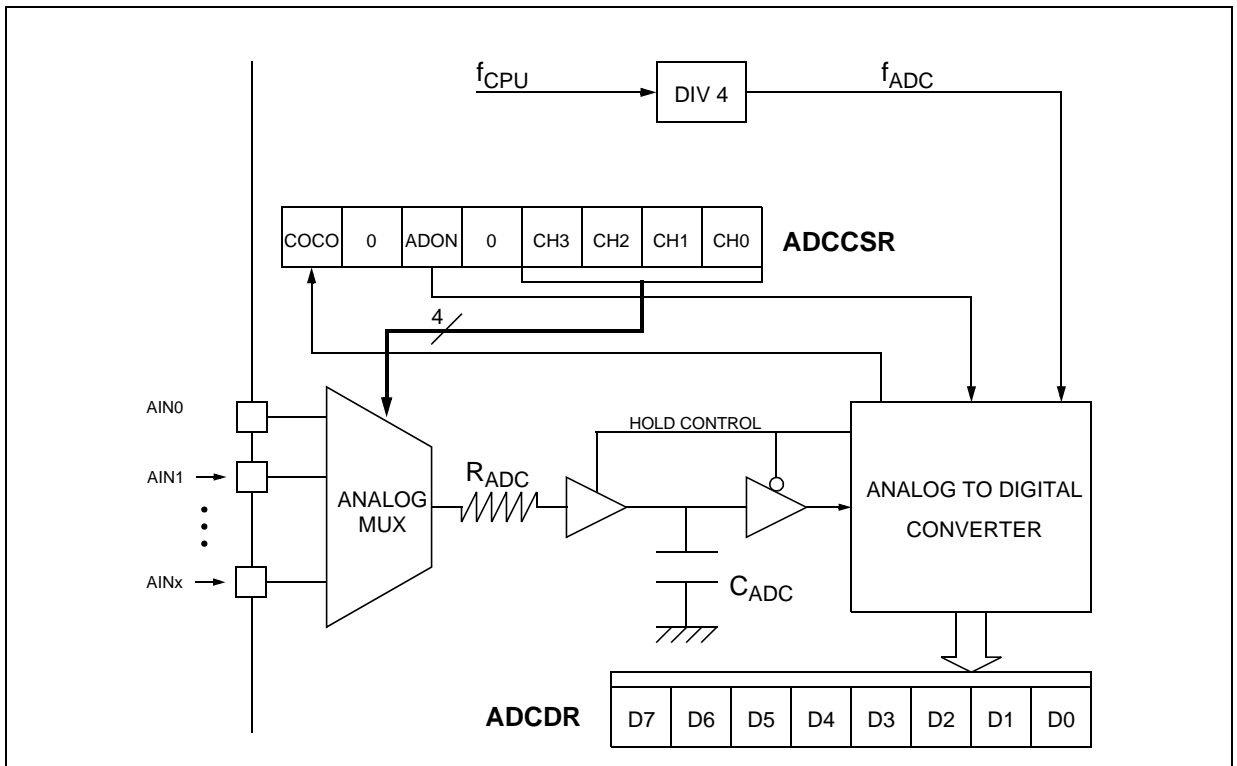 fCPU
DIV 4
fADC
COCO 0 ADON 0 CH3 CH2 CH1 CH0
ADCCSR
4
AIN0
HOLD CONTROL
AIN1
RADC
ANALOG
MUX
ANALOG TO DIGITAL
CONVERTER
AINx
CADC
ADCDR
D7 D6 D5 D4 D3 D2 D1 D0